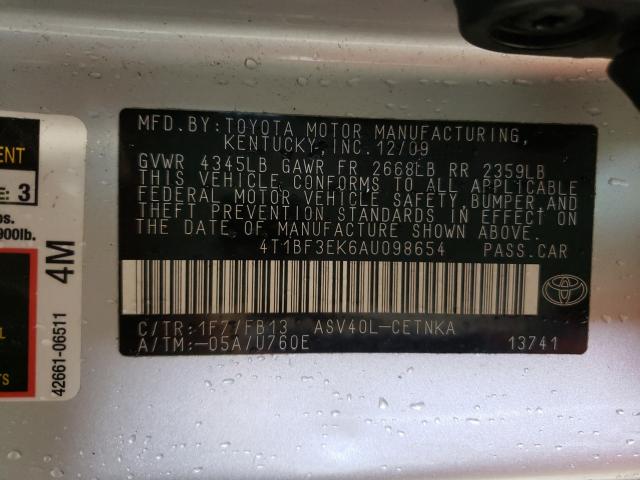 MFD.BY: TOYOTA MOTOR MANUFACTURING,
KENTUCKY, INC. 12/09
GVWR 4345LB GAWR FR 2668LB RR 2359LB
THIS VEHICLE CONFORMS TO ALL APPLICABLE
FEDERAL MOTOR VEHICLE SAFETY, BUMPER, AND
THEFT PREVENTION STANDARDS IN EFFECT ON
THE DATE OF MANUFACTURE SHOWN ABOVE.
4T1BF3EK6AU098654 PASS.CAR
C/TR: 1F7/FB13 ASV40L-CETNKA
A/TM: -05A/U760E 13741
ENT
E: 3
os.
900lb.
4M
TS
42661-06511